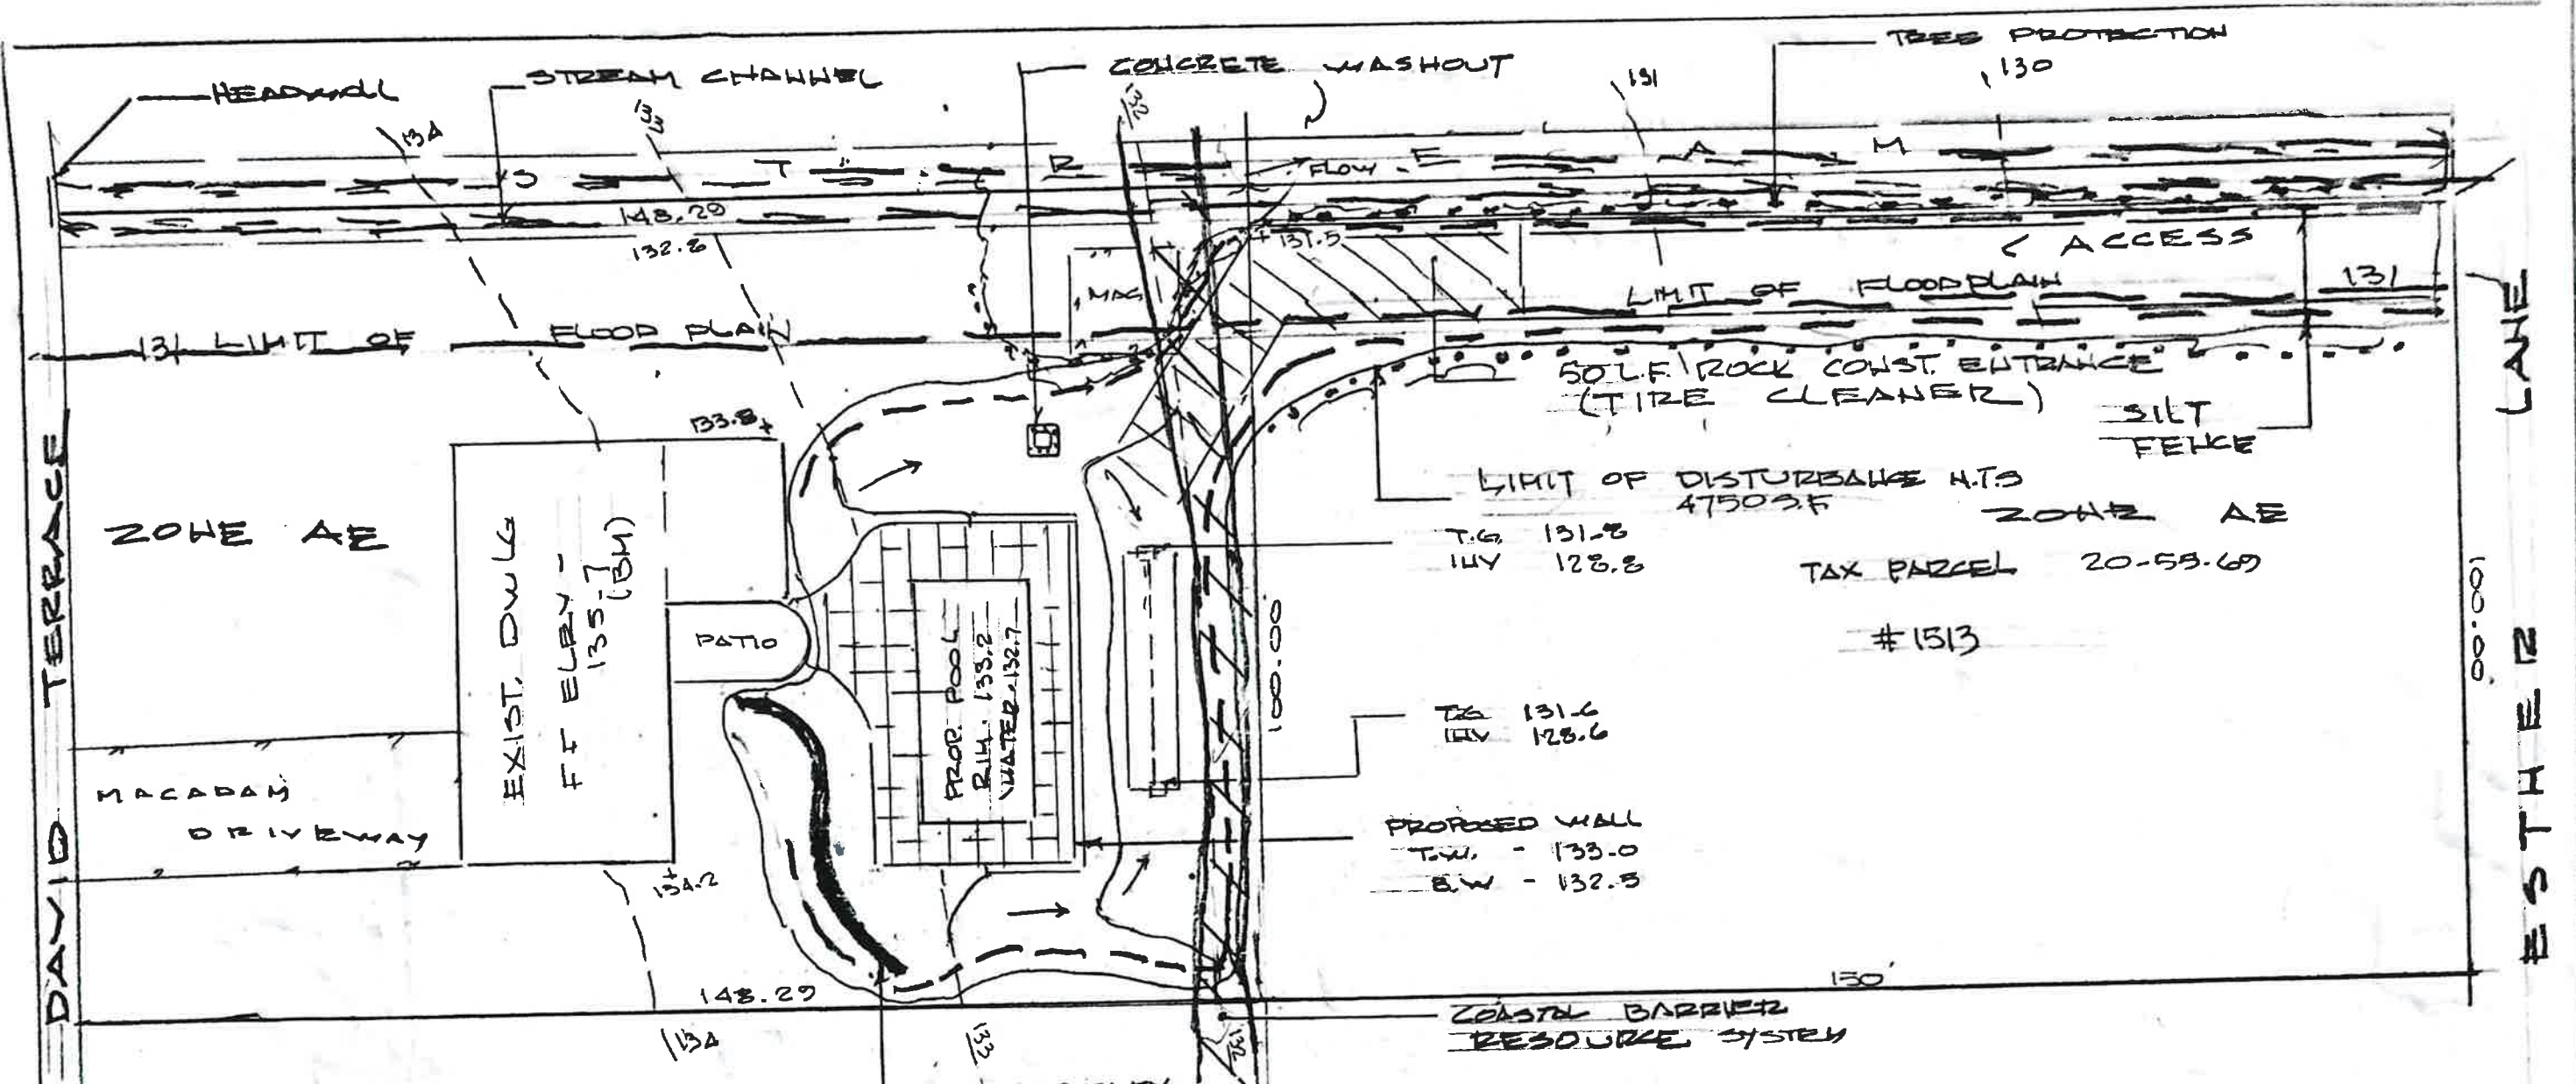 HEADWALL
STREAM CHANNEL
CONCRETE WASHOUT
TREE PROTECTION
134
133
132
131
130
S T R E A M
FLOW
148.29
132.8
131.5
< ACCESS
MAG
131 LIMIT OF FLOOD PLAIN
LIMIT OF FLOODPLAIN 131
50 L.F. ROCK CONST. ENTRANCE
(TIRE CLEANER)
SILT
FENCE
133.8
LIMIT OF DISTURBANCE N.T.S
4750 S.F
ZONE AE
ZONE AE
T.G. 131.8
INV 128.8
TAX PARCEL 20-55-69
#1513
EXIST. DWLG
FF ELEV -
135.7
(BM)
PATIO
PROP. POOL
RIM 133.2
WATER 132.7
100.00
100.00
T.G. 131.6
INV 128.6
MACADAM
DRIVEWAY
PROPOSED WALL
T.W. - 133.0
B.W - 132.5
134.2
148.29
150'
COASTAL BARRIER
RESOURCE SYSTEM
134
133
132
DAVID TERRACE
ESTHER LANE